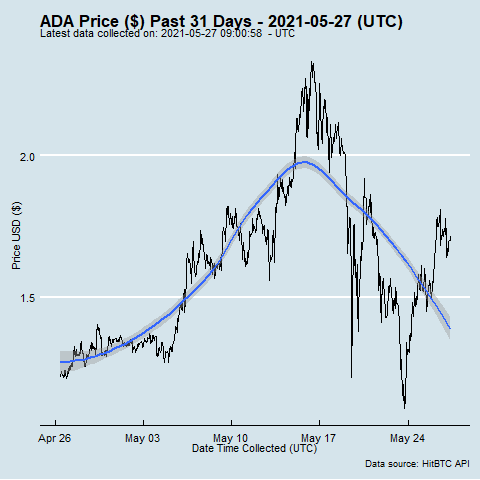 ADA Price ($) Past 31 Days - 2021-05-27 (UTC)
Latest data collected on: 2021-05-27 09:00:58 - UTC
2.0
1.5
Price USD ($)
Apr 26 May 03 May 10 May 17 May 24
Date Time Collected (UTC)
Data source: HitBTC API